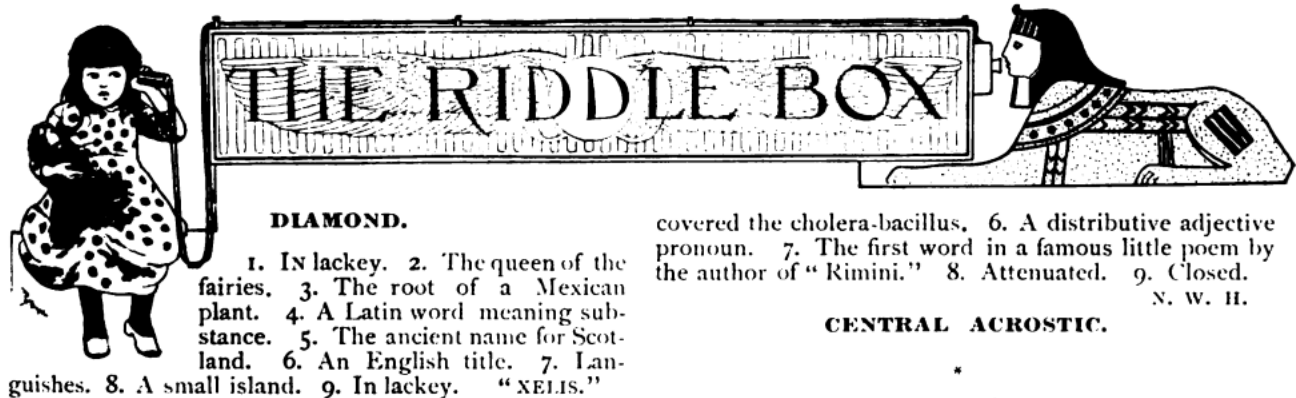 THE RIDDLE BOX
DIAMOND.
1. IN lackey. 2. The queen of the
fairies. 3. The root of a Mexican
plant. 4. A Latin word meaning sub-
stance. 5. The ancient name for Scot-
land. 6. An English title. 7. Lan-
guishes. 8. A small island. 9. In lackey. "XELIS."
covered the cholera-bacillus. 6. A distributive adjective
pronoun. 7. The first word in a famous little poem by
the author of "Rimini." 8. Attenuated. 9. Closed.
N. W. H.
CENTRAL ACROSTIC.